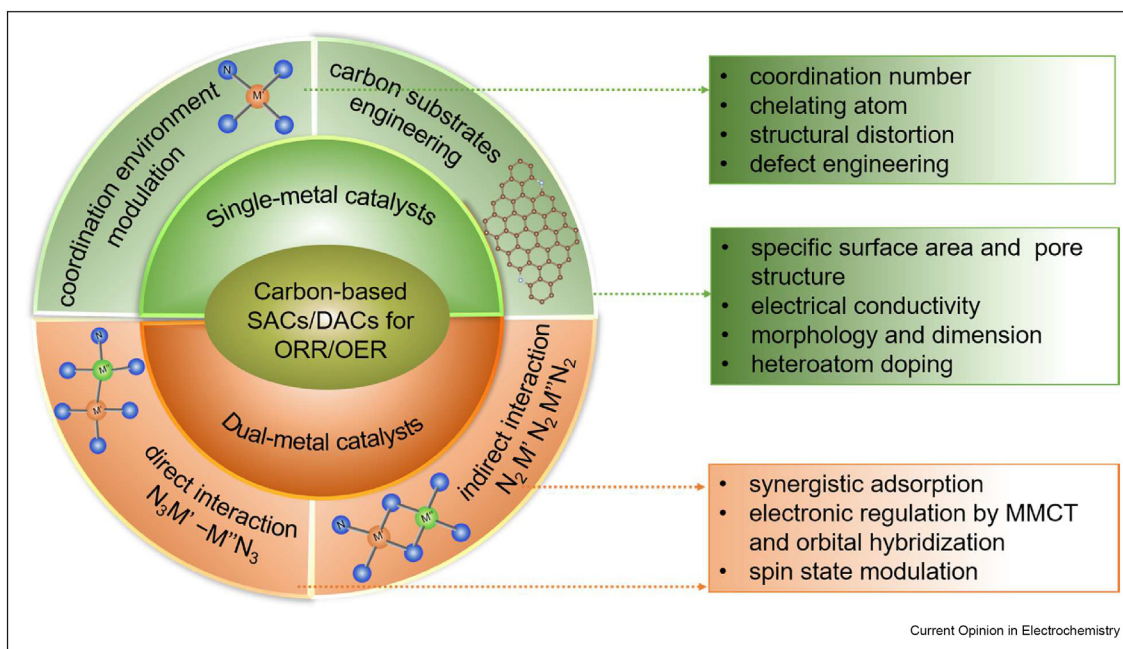 coordination environment
modulation
N
M'
carbon substrates
engineering
Single-metal catalysts
Carbon-based
SACs/DACs for
ORR/OER
Dual-metal catalysts
N
M''
M'
direct interaction
N₃M' –M''N₃
N
M'
M''
indirect interaction
N₂ M' N₂ M''N₂
• coordination number
• chelating atom
• structural distortion
• defect engineering
• specific surface area and pore
structure
• electrical conductivity
• morphology and dimension
• heteroatom doping
• synergistic adsorption
• electronic regulation by MMCT
and orbital hybridization
• spin state modulation
Current Opinion in Electrochemistry